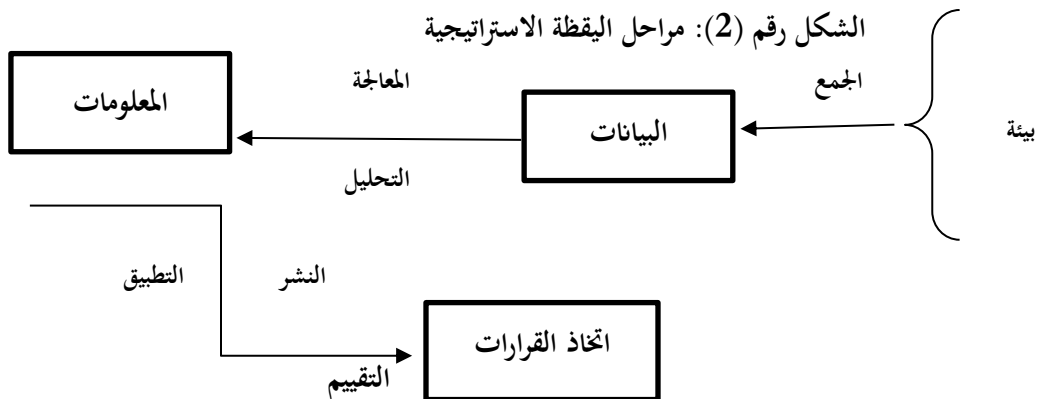 الشكل رقم (2): مراحل اليقظة الاستراتيجية
الجمع
المعالجة
المعلومات
البيانات
بيئة
التحليل
النشر
التطبيق
اتخاذ القرارات
التقييم